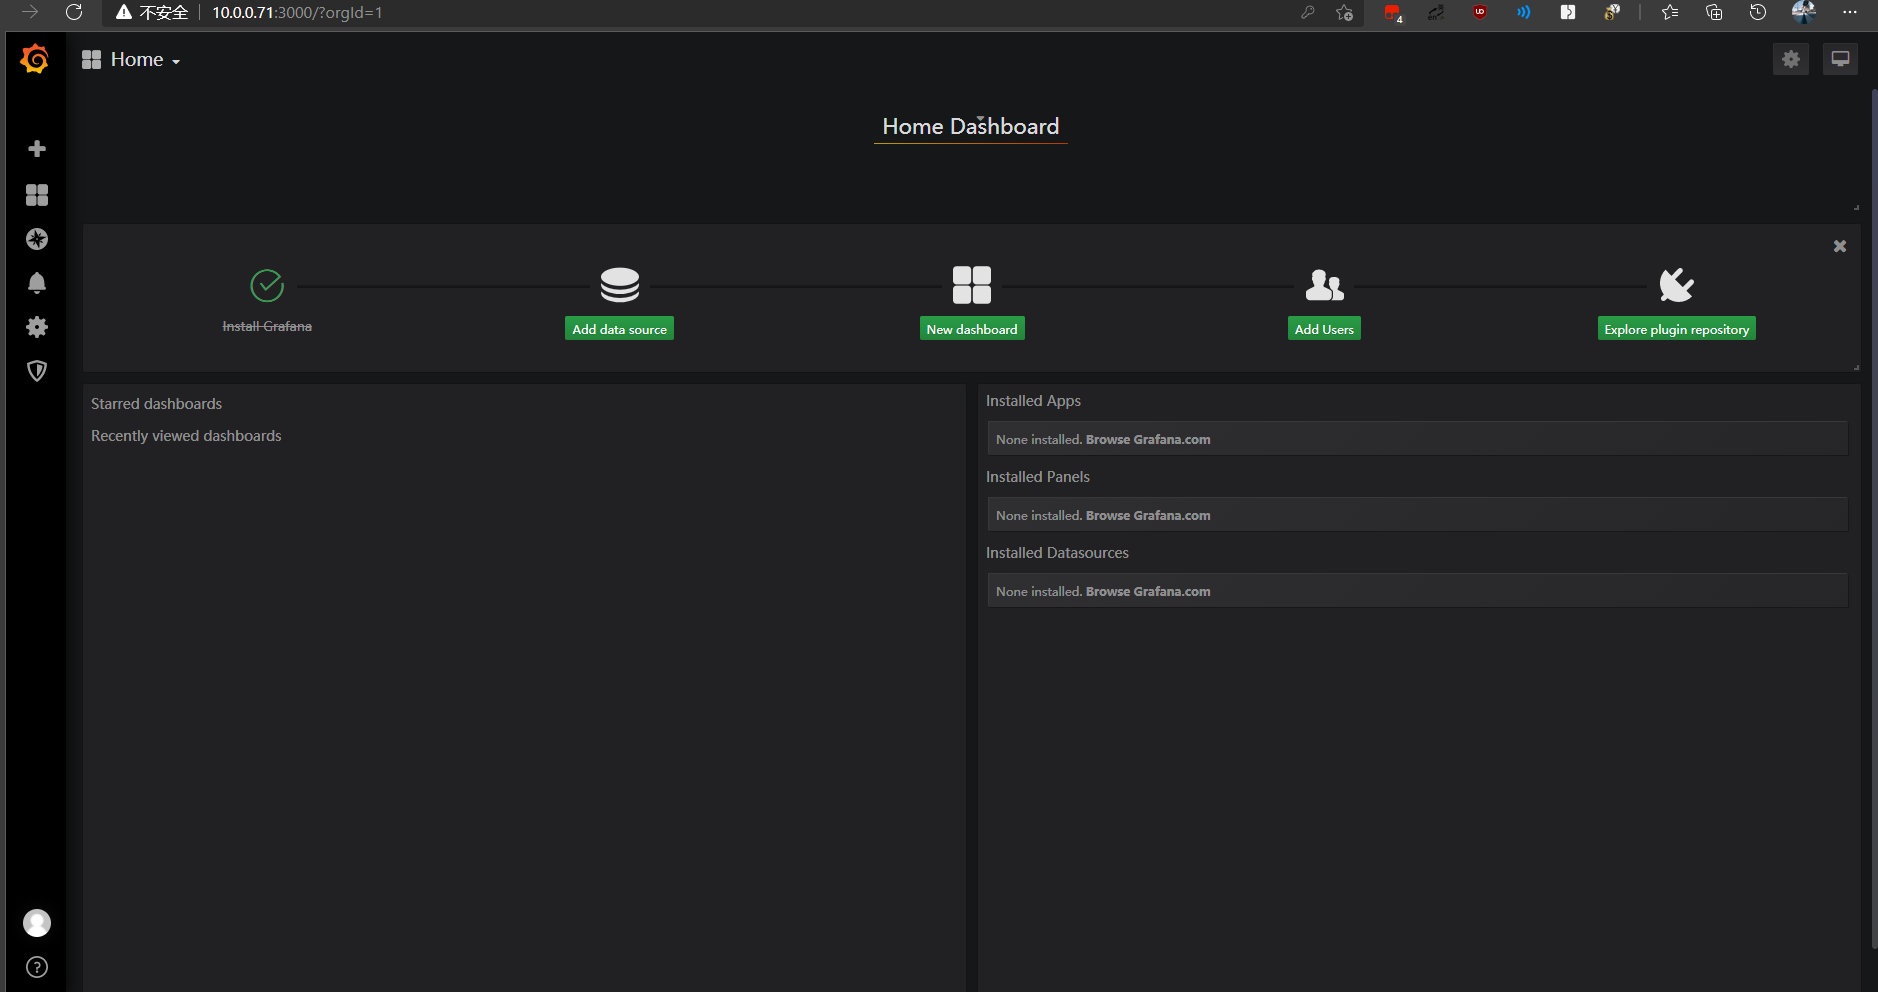 不安全 10.0.0.71:3000/?orgId=1
4
Home
Home Dashboard
Install Grafana
Add data source
New dashboard
Add Users
Explore plugin repository
Starred dashboards
Recently viewed dashboards
Installed Apps
None installed. Browse Grafana.com
Installed Panels
None installed. Browse Grafana.com
Installed Datasources
None installed. Browse Grafana.com